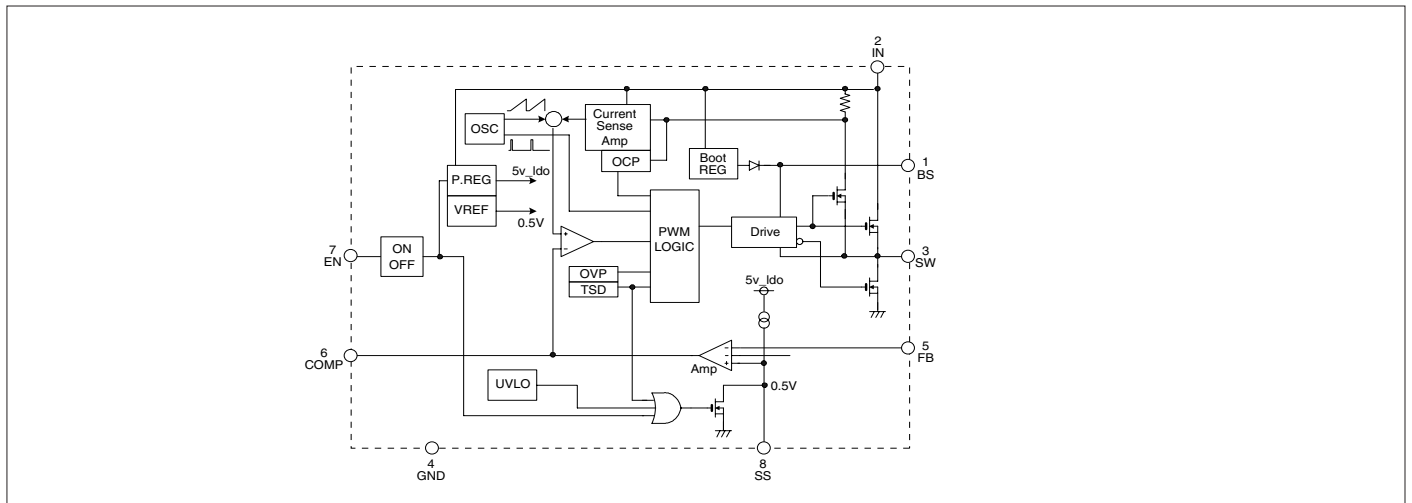 2
IN
OSC
Current
Sense
Amp
OCP
Boot
REG
1
BS
P.REG
5v_ldo
VREF
0.5V
PWM
LOGIC
Drive
7
EN
ON
OFF
+
−
3
SW
OVP
TSD
5v_ldo
6
COMP
Amp
−
−
+
5
FB
UVLO
0.5V
4
GND
8
SS